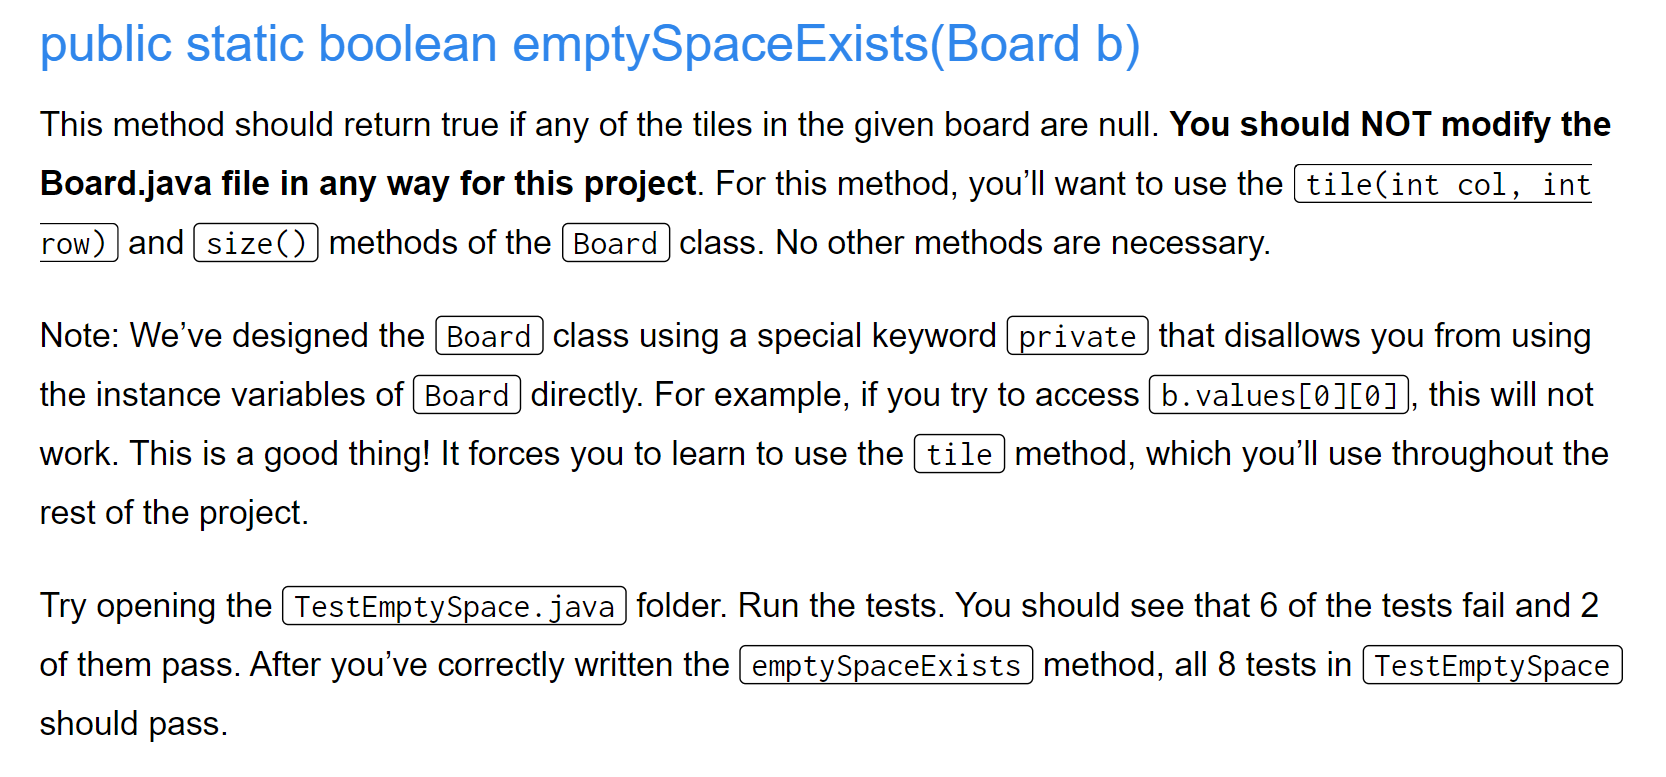 public static boolean emptySpaceExists(Board b)
This method should return true if any of the tiles in the given board are null. You should NOT modify the
Board.java file in any way for this project. For this method, you’ll want to use the tile(int col, int
row) and size() methods of the Board class. No other methods are necessary.
Note: We’ve designed the Board class using a special keyword private that disallows you from using
the instance variables of Board directly. For example, if you try to access b.values[0][0], this will not
work. This is a good thing! It forces you to learn to use the tile method, which you’ll use throughout the
rest of the project.
Try opening the TestEmptySpace.java folder. Run the tests. You should see that 6 of the tests fail and 2
of them pass. After you’ve correctly written the emptySpaceExists method, all 8 tests in TestEmptySpace
should pass.